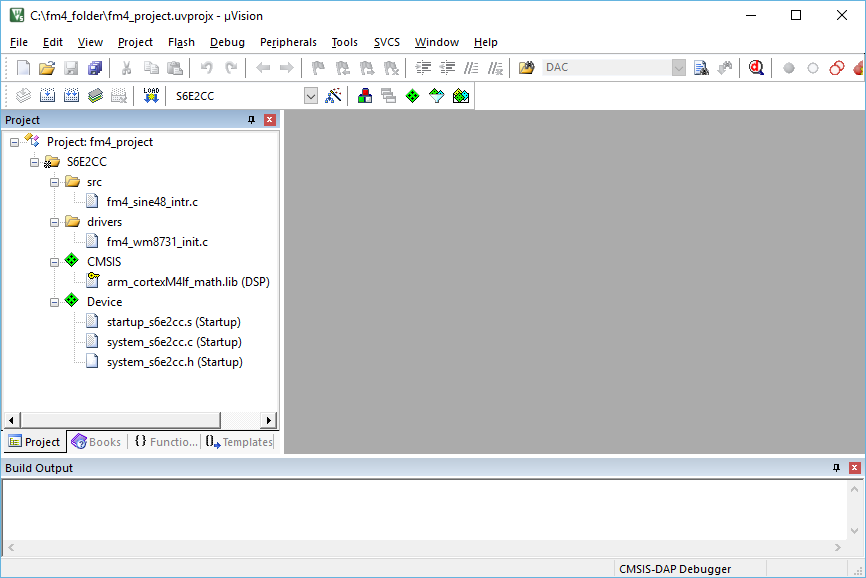 C:\fm4_folder\fm4_project.uvprojx - µVision
File Edit View Project Flash Debug Peripherals Tools SVCS Window Help
DAC
LOAD S6E2CC
Project
Project: fm4_project
S6E2CC
src
fm4_sine48_intr.c
drivers
fm4_wm8731_init.c
CMSIS
arm_cortexM4lf_math.lib (DSP)
Device
startup_s6e2cc.s (Startup)
system_s6e2cc.c (Startup)
system_s6e2cc.h (Startup)
Project Books {} Functio... Templates
Build Output
CMSIS-DAP Debugger